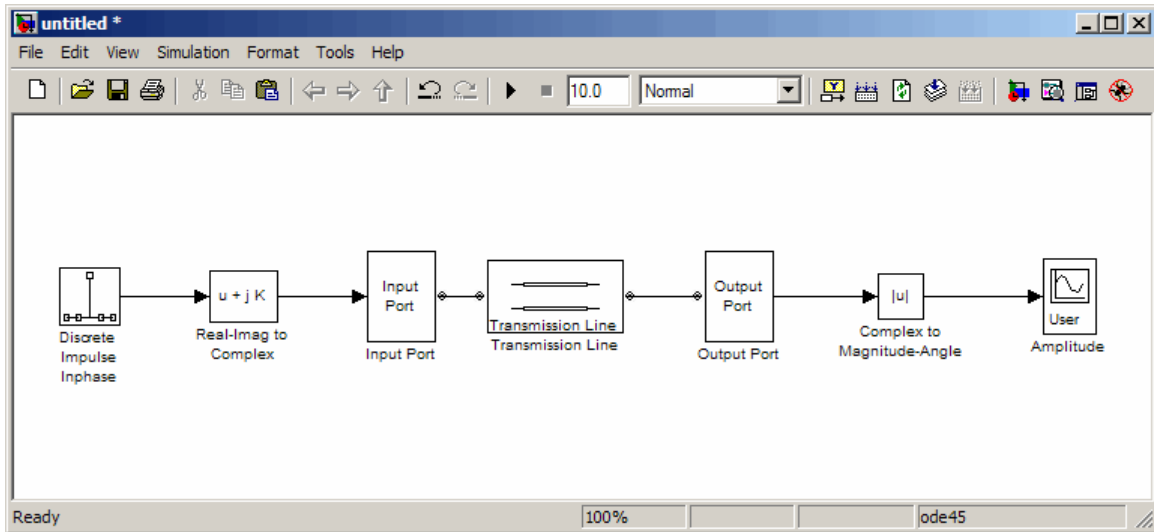 untitled *
File Edit View Simulation Format Tools Help
10.0 Normal
u + j K
Input
Port
Transmission Line
Output
Port
|u|
User
Discrete
Impulse
Inphase
Real-Imag to
Complex
Input Port
Transmission Line
Output Port
Complex to
Magnitude-Angle
Amplitude
Ready 100% ode45